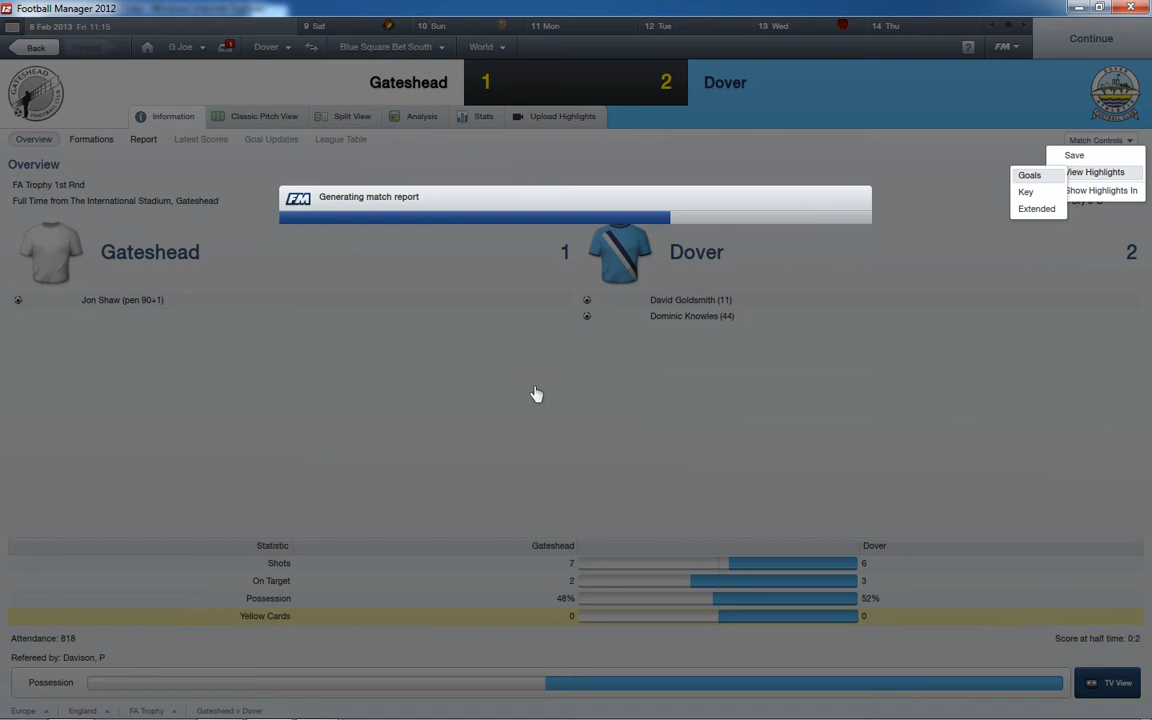 Football Manager 2012
8 Feb 2013 Fri 11:15
9 Sat
10 Sun
11 Mon
12 Tue
13 Wed
14 Thu
Back
Forward
G Joe
1
Dover
Blue Square Bet South
World
?
FM
Continue
Gateshead
1
2
Dover
Information
Classic Pitch View
Split View
Analysis
Stats
Upload Highlights
Overview
Formations
Report
Latest Scores
Goal Updates
League Table
Match Controls
Overview
Save
View Highlights
Show Highlights In
Goals
Key
Extended
FA Trophy 1st Rnd
Full Time from The International Stadium, Gateshead
FM
Generating match report
Gateshead
1
Dover
2
Jon Shaw (pen 90+1)
David Goldsmith (11)
Dominic Knowles (44)
Statistic
Gateshead
Dover
Shots
7
6
On Target
2
3
Possession
48%
52%
Yellow Cards
0
0
Attendance: 818
Score at half time: 0:2
Refereed by: Davison, P
Possession
TV View
Europe
England
FA Trophy
Gateshead v Dover